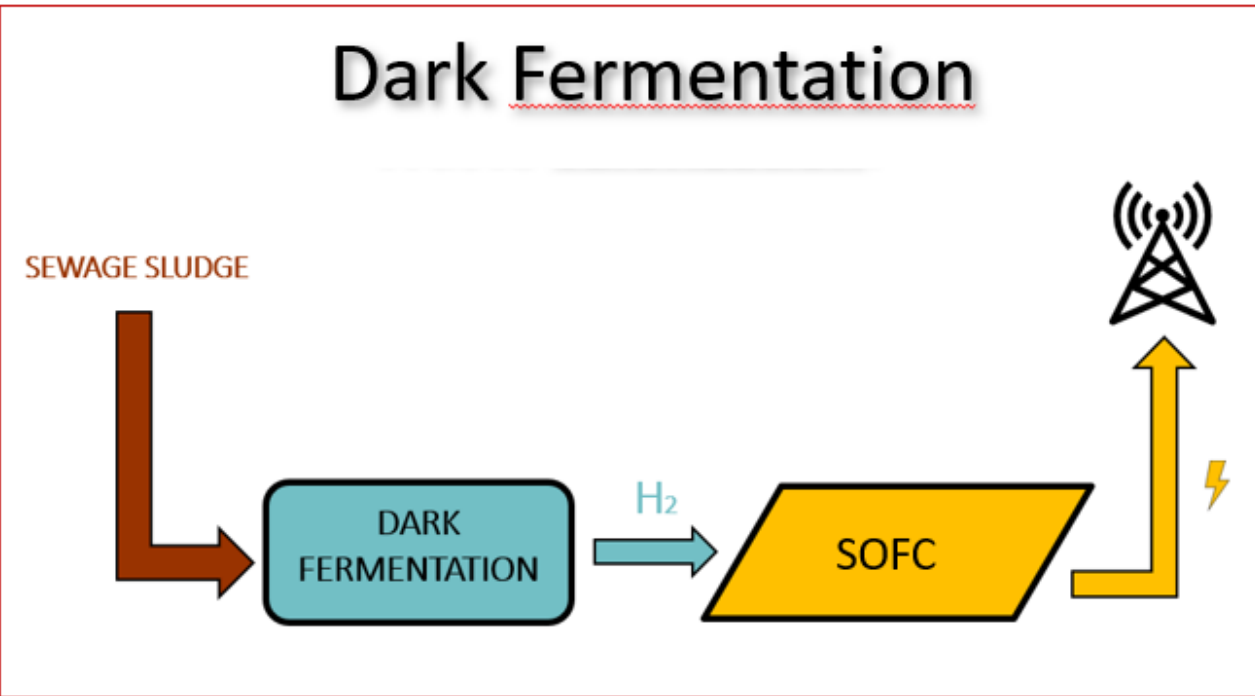 Dark Fermentation
SEWAGE SLUDGE
DARK
FERMENTATION
H₂
SOFC